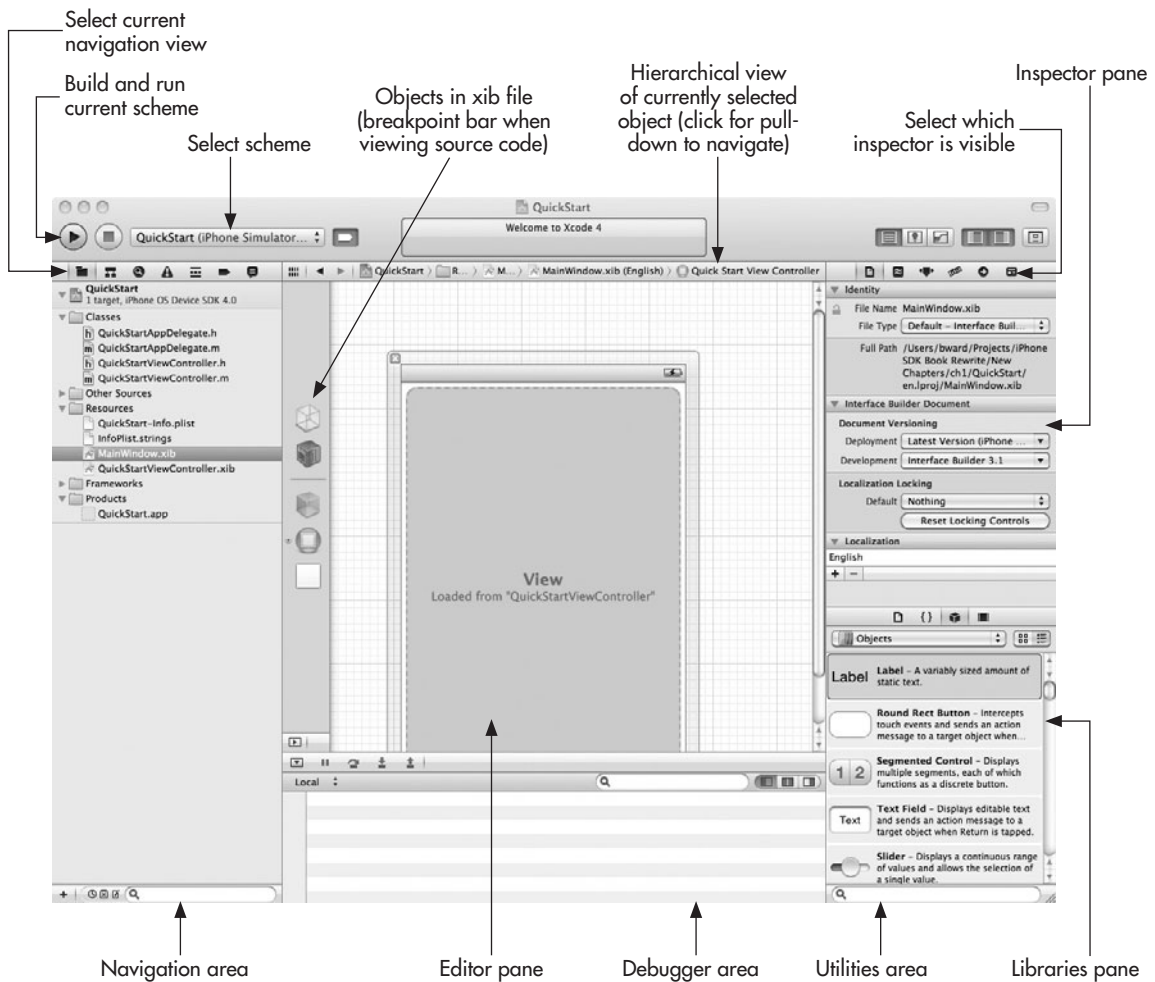 Select current
navigation view
Build and run
current scheme
Select scheme
Objects in xib file
(breakpoint bar when
viewing source code)
Hierarchical view
of currently selected
object (click for pull-
down to navigate)
Inspector pane
Select which
inspector is visible
QuickStart
Welcome to Xcode 4
QuickStart (iPhone Simulator...
QuickStart
R...
M...
MainWindow.xib (English)
Quick Start View Controller
QuickStart
1 target, iPhone OS Device SDK 4.0
Classes
h QuickStartAppDelegate.h
m QuickStartAppDelegate.m
h QuickStartViewController.h
m QuickStartViewController.m
Other Sources
Resources
QuickStart-Info.plist
InfoPlist.strings
MainWindow.xib
QuickStartViewController.xib
Frameworks
Products
QuickStart.app
View
Loaded from "QuickStartViewController"
Local
Identity
File Name MainWindow.xib
File Type Default - Interface Buil...
Full Path /Users/bward/Projects/iPhone
SDK Book Rewrite/New
Chapters/ch1/QuickStart/
en.lproj/MainWindow.xib
Interface Builder Document
Document Versioning
Deployment Latest Version (iPhone ...
Development Interface Builder 3.1
Localization Locking
Default Nothing
Reset Locking Controls
Localization
English
+ −
{}
Objects
Label Label – A variably sized amount of
static text.
Round Rect Button – Intercepts
touch events and sends an action
message to a target object when...
1 2 Segmented Control – Displays
multiple segments, each of which
functions as a discrete button.
Text Text Field – Displays editable text
and sends an action message to a
target object when Return is tapped.
Slider – Displays a continuous range
of values and allows the selection of
a single value.
+
Navigation area
Editor pane
Debugger area
Utilities area
Libraries pane